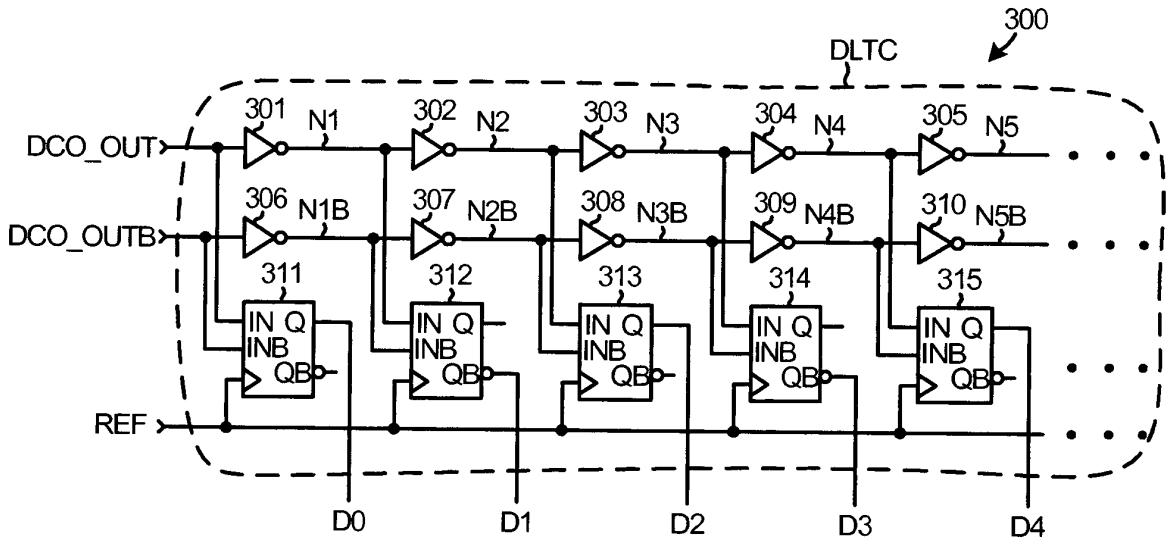 300
DLTC
301 N1 302 N2 303 N3 304 N4 305 N5
DCO_OUT
306 N1B 307 N2B 308 N3B 309 N4B 310 N5B
DCO_OUTB
311 312 313 314 315
IN Q IN Q IN Q IN Q IN Q
INB INB INB INB INB
QB QB QB QB QB
REF
D0 D1 D2 D3 D4